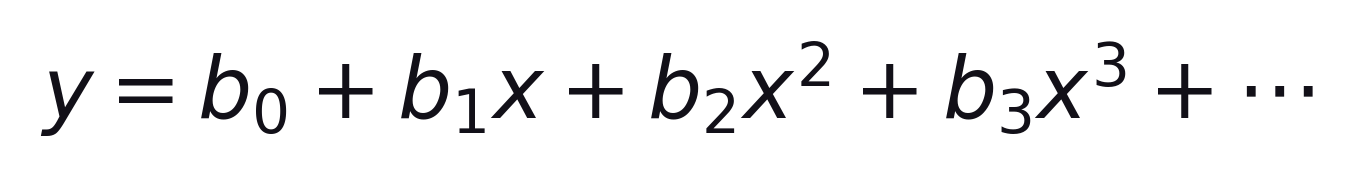 y = b₀ + b₁x + b₂x² + b₃x³ + ⋯